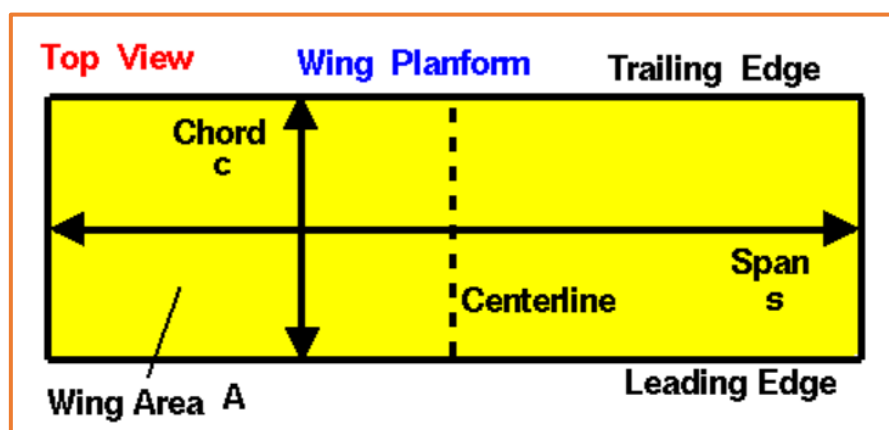 Top View
Wing Planform
Trailing Edge
Chord
c
Span
s
Centerline
Leading Edge
Wing Area A